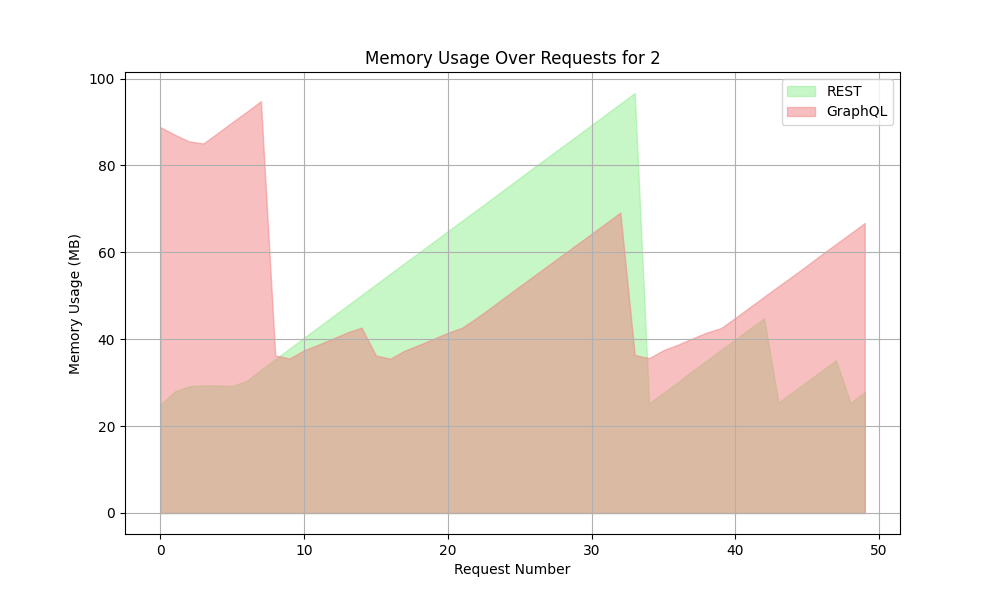 Memory Usage Over Requests for 2
REST
GraphQL
Memory Usage (MB)
100
80
60
40
20
0
0 10 20 30 40 50
Request Number